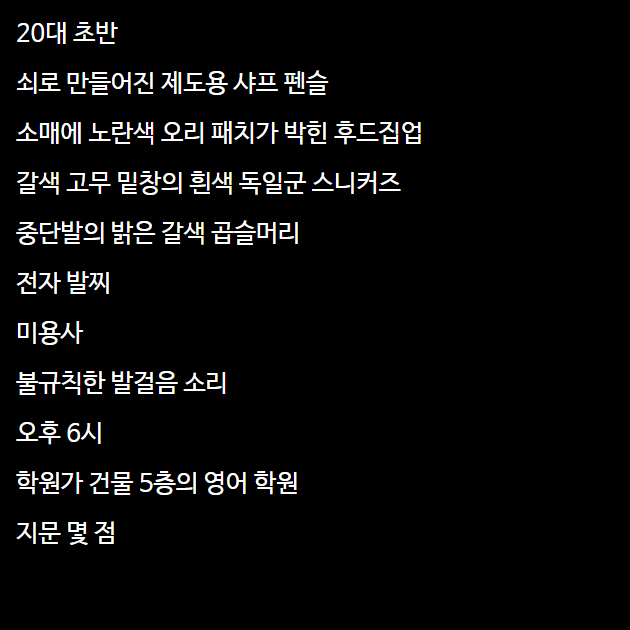 20대 초반
쇠로 만들어진 제도용 샤프 펜슬
소매에 노란색 오리 패치가 박힌 후드집업
갈색 고무 밑창의 흰색 독일군 스니커즈
중단발의 밝은 갈색 곱슬머리
전자 발찌
미용사
불규칙한 발걸음 소리
오후 6시
학원가 건물 5층의 영어 학원
지문 몇 점